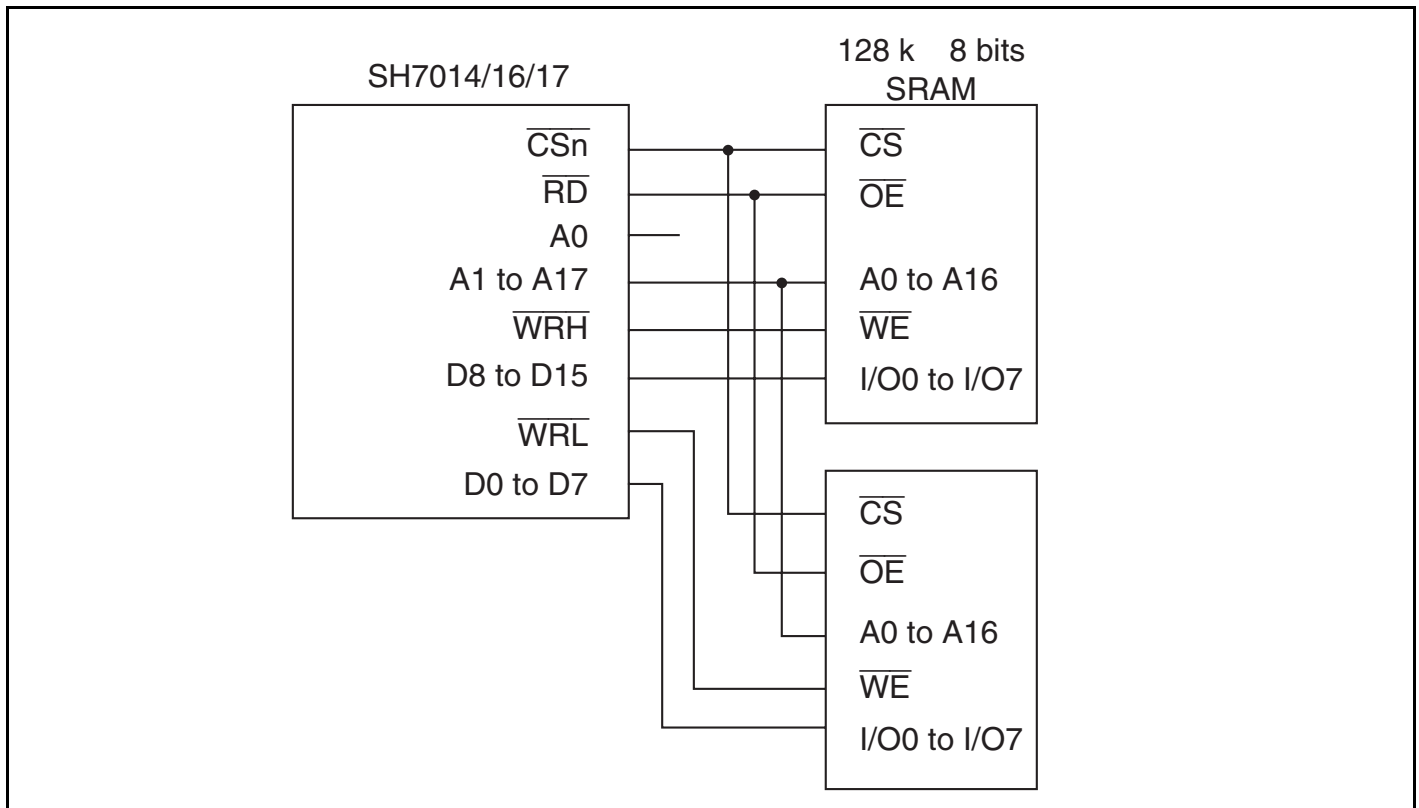 128 k 8 bits
SRAM
SH7014/16/17
CSn
RD
A0
A1 to A17
WRH
D8 to D15
WRL
D0 to D7
CS
OE
A0 to A16
WE
I/O0 to I/O7
CS
OE
A0 to A16
WE
I/O0 to I/O7